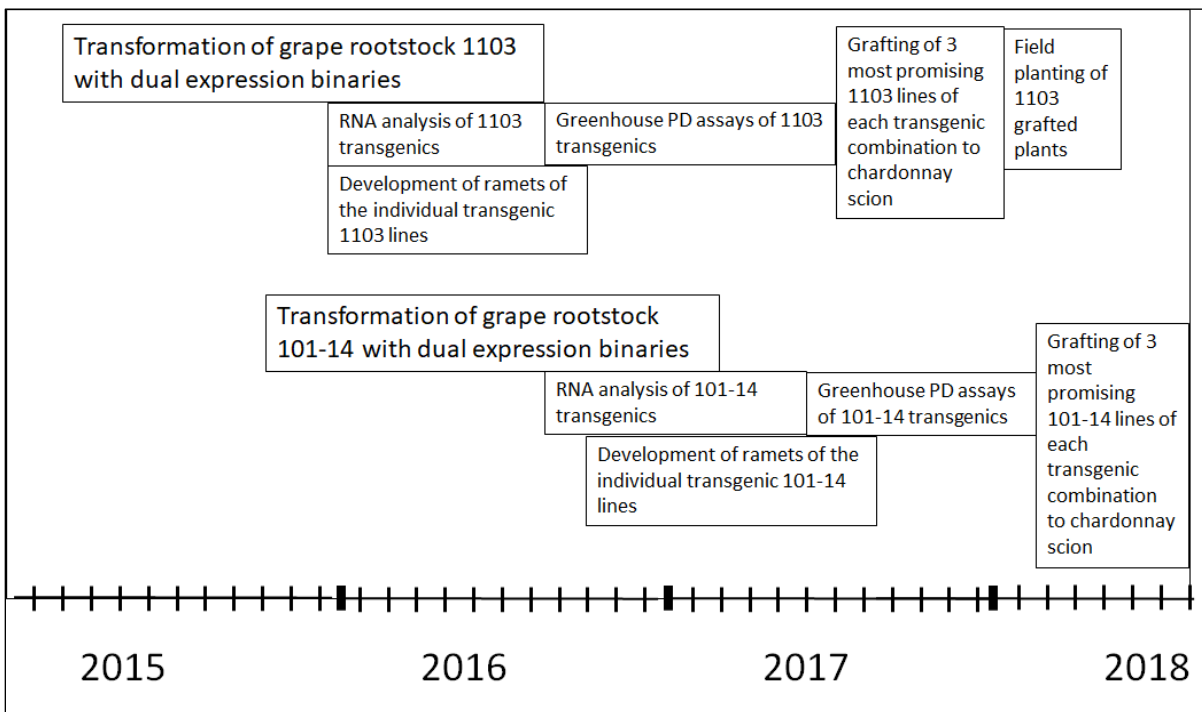 Transformation of grape rootstock 1103
with dual expression binaries
Grafting of 3
most promising
1103 lines of
each transgenic
combination to
chardonnay
scion
Field
planting of
1103
grafted
plants
RNA analysis of 1103
transgenics
Greenhouse PD assays of 1103
transgenics
Development of ramets of
the individual transgenic
1103 lines
Transformation of grape rootstock
101-14 with dual expression binaries
Grafting of 3
most
promising
101-14 lines of
each
transgenic
combination
to chardonnay
scion
RNA analysis of 101-14
transgenics
Greenhouse PD assays
of 101-14 transgenics
Development of ramets of the
individual transgenic 101-14
lines
2015
2016
2017
2018